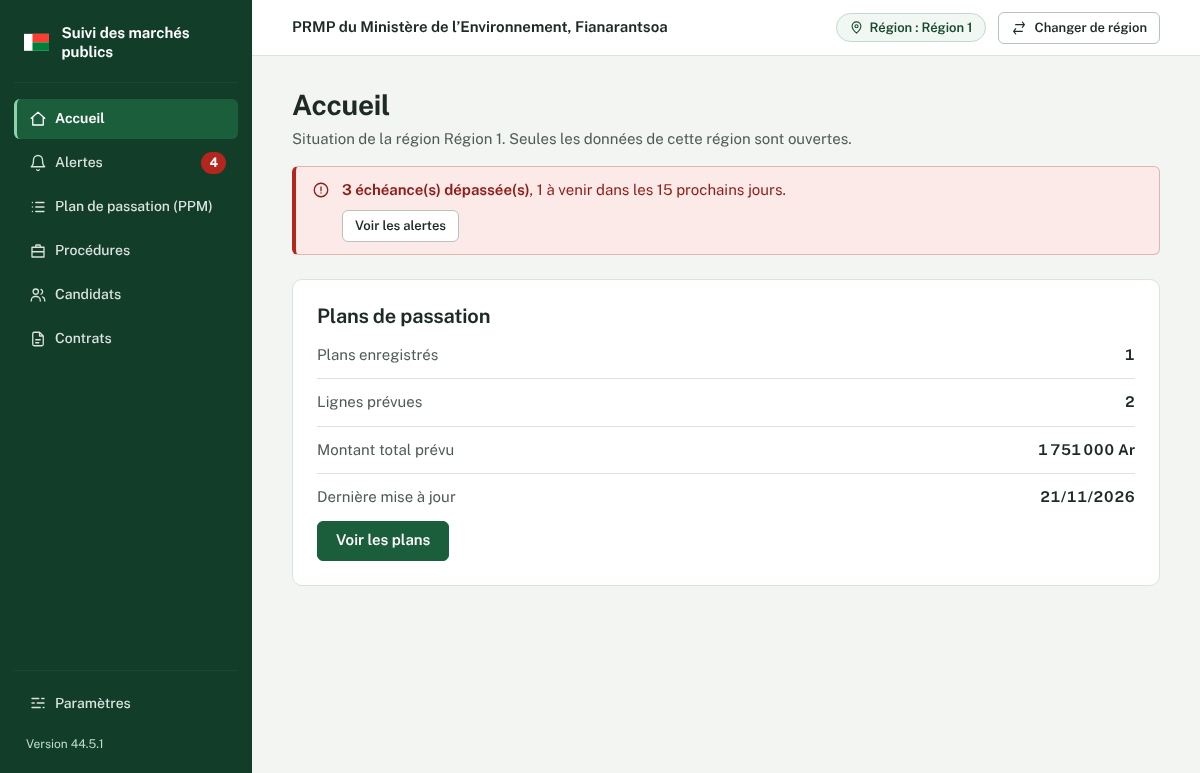 Suivi des marchés
publics
Accueil
Alertes 4
Plan de passation (PPM)
Procédures
Candidats
Contrats
Paramètres
Version 44.5.1
PRMP du Ministère de l’Environnement, Fianarantsoa
Région : Région 1
Changer de région
Accueil
Situation de la région Région 1. Seules les données de cette région sont ouvertes.
3 échéance(s) dépassée(s), 1 à venir dans les 15 prochains jours.
Voir les alertes
Plans de passation
Plans enregistrés 1
Lignes prévues 2
Montant total prévu 1 751 000 Ar
Dernière mise à jour 21/11/2026
Voir les plans